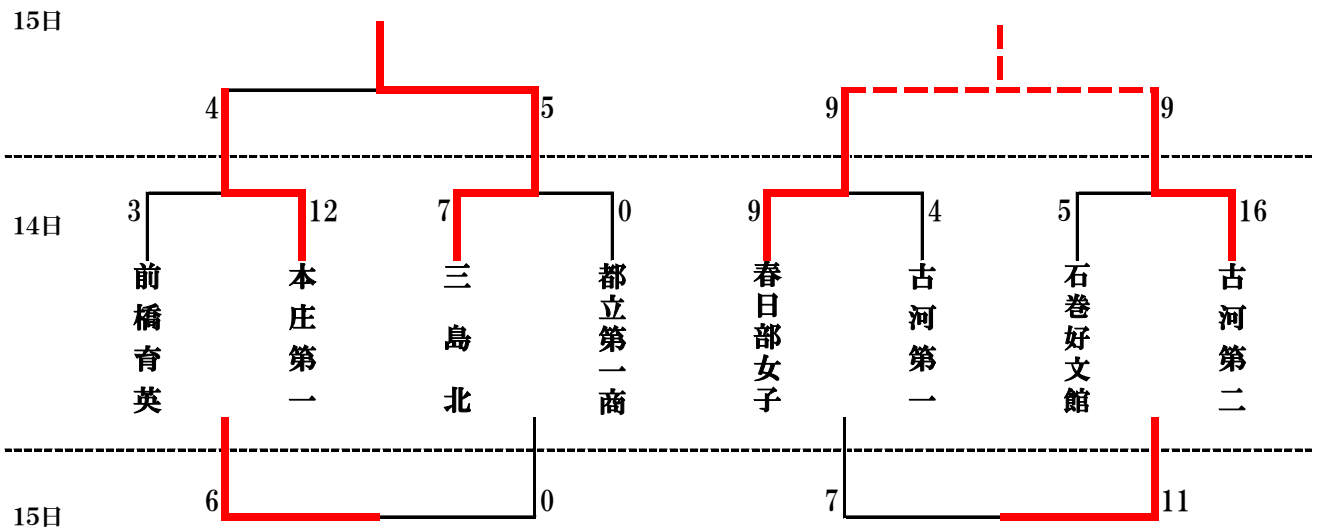 15日
4 5 9 9
3 12 7 0 9 4 5 16
14日
前橋育英
本庄第一
三島北
都立第一商
春日部女子
古河第一
石巻好文館
古河第二
6 0 7 11
15日